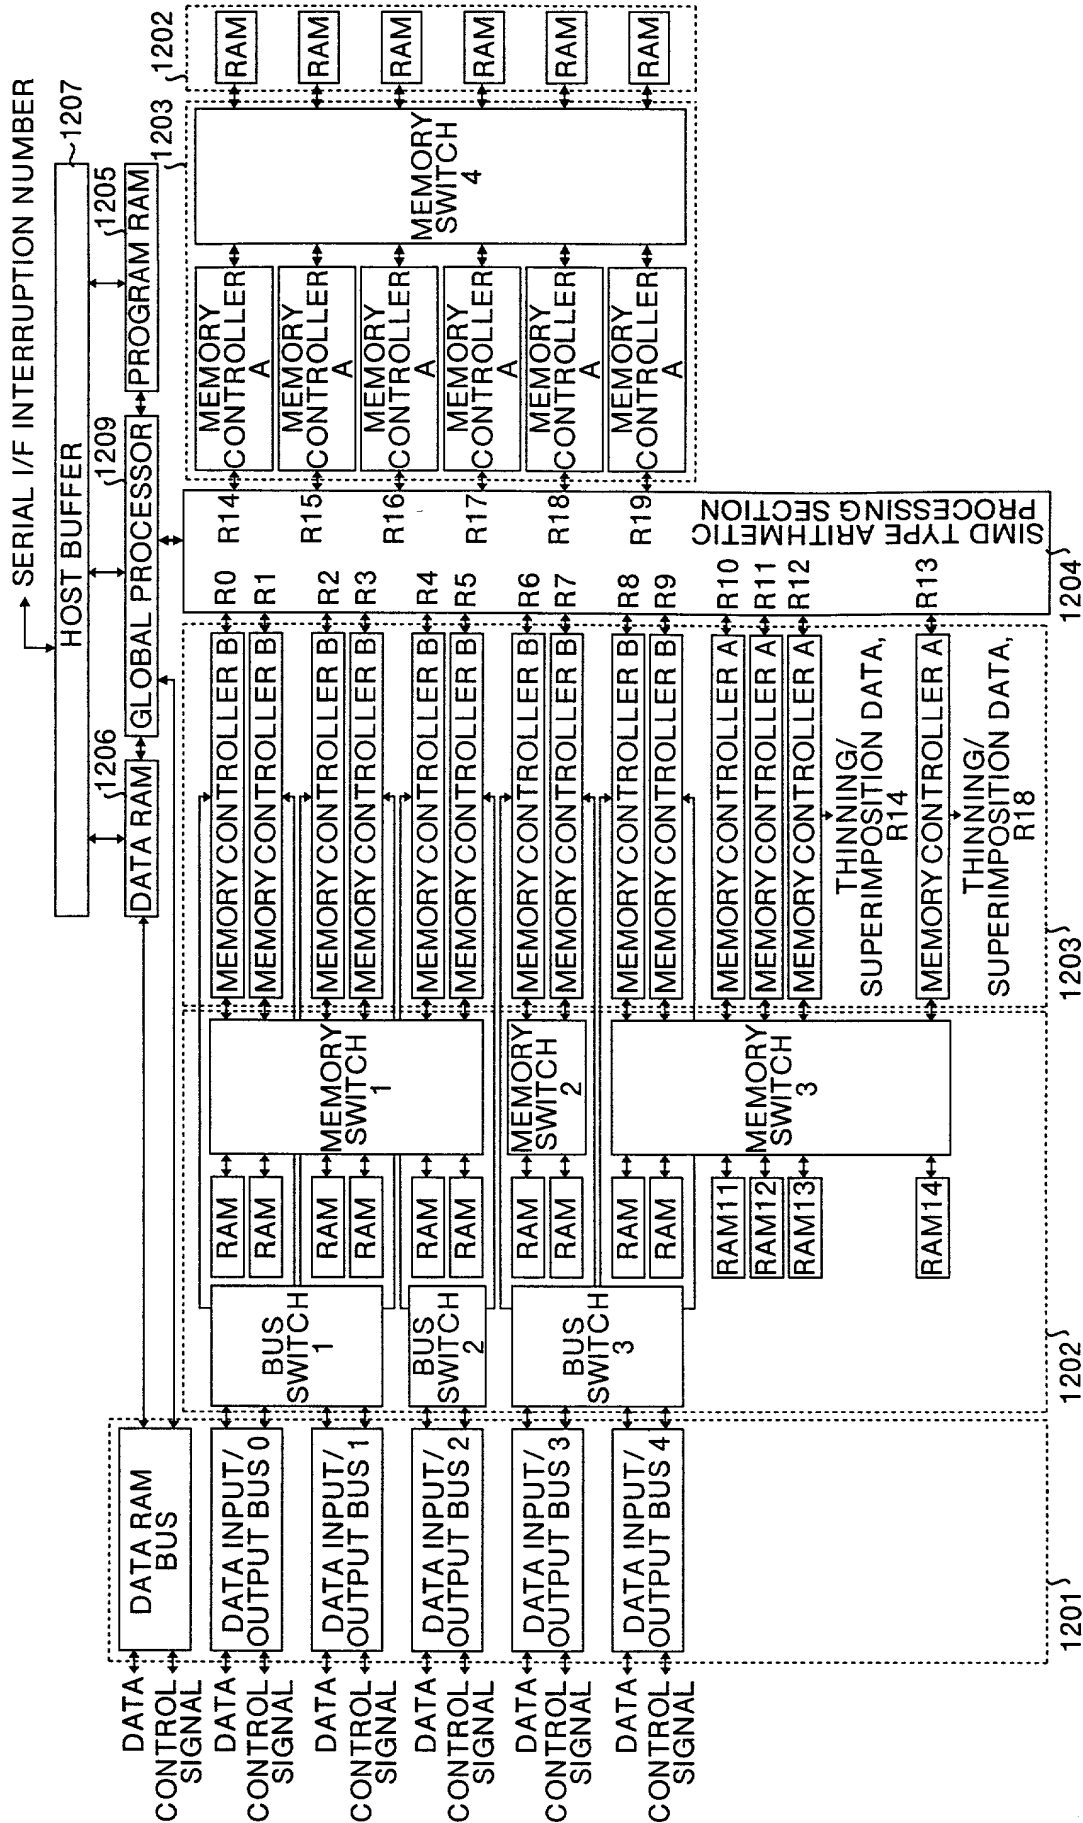 SERIAL I/F INTERRUPTION NUMBER
HOST BUFFER
1207
1206
1209
1205
DATA RAM
GLOBAL PROCESSOR
PROGRAM RAM
1203
1202
DATA
CONTROL
SIGNAL
DATA RAM
BUS
DATA
CONTROL
SIGNAL
DATA INPUT/
OUTPUT BUS 0
DATA
CONTROL
SIGNAL
DATA INPUT/
OUTPUT BUS 1
DATA
CONTROL
SIGNAL
DATA INPUT/
OUTPUT BUS 2
DATA
CONTROL
SIGNAL
DATA INPUT/
OUTPUT BUS 3
DATA
CONTROL
SIGNAL
DATA INPUT/
OUTPUT BUS 4
BUS
SWITCH
1
BUS
SWITCH
2
BUS
SWITCH
3
RAM
RAM
RAM
RAM
RAM
RAM
RAM
RAM
RAM
RAM
RAM11
RAM12
RAM13
RAM14
MEMORY
SWITCH
1
MEMORY
SWITCH
2
MEMORY
SWITCH
3
MEMORY CONTROLLER B
MEMORY CONTROLLER B
MEMORY CONTROLLER B
MEMORY CONTROLLER B
MEMORY CONTROLLER B
MEMORY CONTROLLER B
MEMORY CONTROLLER B
MEMORY CONTROLLER B
MEMORY CONTROLLER B
MEMORY CONTROLLER B
MEMORY CONTROLLER A
MEMORY CONTROLLER A
MEMORY CONTROLLER A
THINNING/
SUPERIMPOSITION DATA,
R14
MEMORY CONTROLLER A
THINNING/
SUPERIMPOSITION DATA,
R18
R0
R1
R2
R3
R4
R5
R6
R7
R8
R9
R10
R11
R12
R13
R14
R15
R16
R17
R18
R19
SIMD TYPE ARITHMETIC
PROCESSING SECTION
MEMORY
CONTROLLER
A
MEMORY
CONTROLLER
A
MEMORY
CONTROLLER
A
MEMORY
CONTROLLER
A
MEMORY
CONTROLLER
A
MEMORY
CONTROLLER
A
MEMORY
SWITCH
4
RAM
RAM
RAM
RAM
RAM
RAM
1201
1202
1203
1204